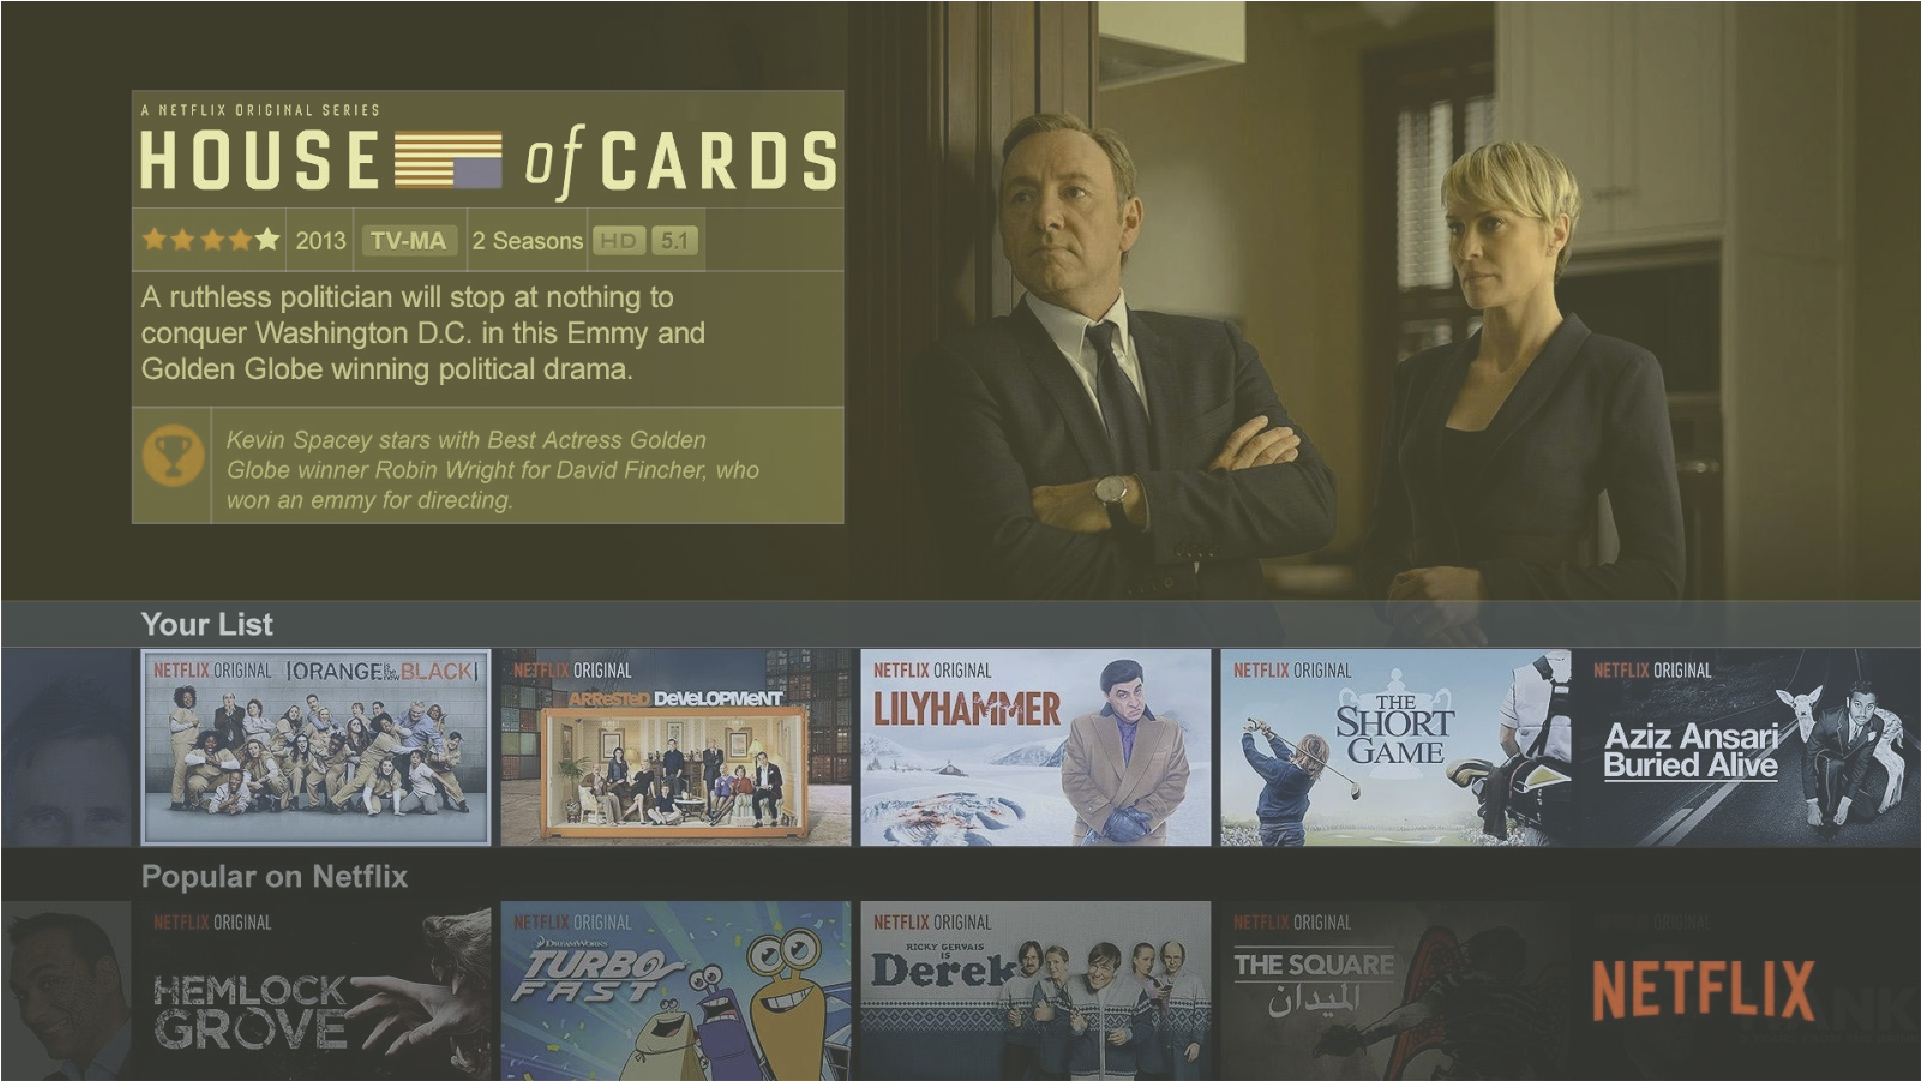 A NETFLIX ORIGINAL SERIES
HOUSE of CARDS
2013 TV-MA 2 Seasons HD 5.1
A ruthless politician will stop at nothing to
conquer Washington D.C. in this Emmy and
Golden Globe winning political drama.
Kevin Spacey stars with Best Actress Golden
Globe winner Robin Wright for David Fincher, who
won an emmy for directing.
Your List
NETFLIX ORIGINAL ORANGE IS THE NEW BLACK
NETFLIX ORIGINAL
ARReSTeD DeVeLOPMeNT
NETFLIX ORIGINAL
LILYHAMMER
NETFLIX ORIGINAL
THE
SHORT
GAME
NETFLIX ORIGINAL
Aziz Ansari
Buried Alive
Popular on Netflix
NETFLIX ORIGINAL
HEMLOCK
GROVE
NETFLIX ORIGINAL
DREAMWORKS
TURBO
FAST
NETFLIX ORIGINAL
RICKY GERVAIS
IS
Derek
NETFLIX ORIGINAL
THE SQUARE
الميدان
NETFLIX ORIGINAL
NETFLIX